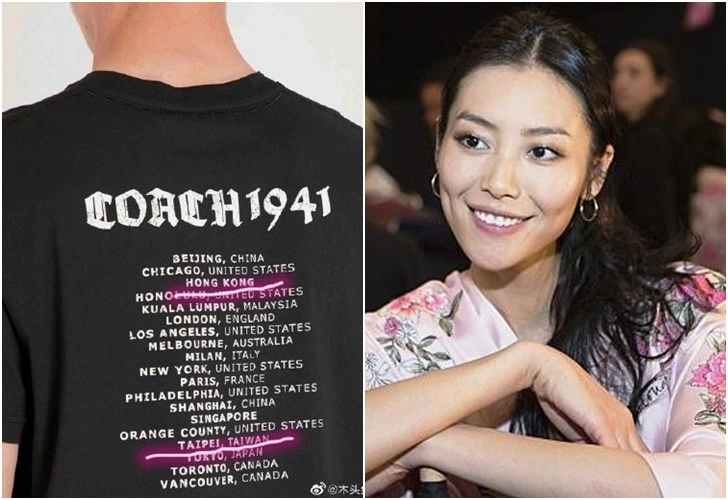 COACH 1941
BEIJING, CHINA
CHICAGO, UNITED STATES
HONG KONG
HONOLULU, UNITED STATES
KUALA LUMPUR, MALAYSIA
LONDON, ENGLAND
LOS ANGELES, UNITED STATES
MELBOURNE, AUSTRALIA
MILAN, ITALY
NEW YORK, UNITED STATES
PARIS, FRANCE
PHILADELPHIA, UNITED STATES
SHANGHAI, CHINA
SINGAPORE
ORANGE COUNTY, UNITED STATES
TAIPEI, TAIWAN
TOKYO, JAPAN
TORONTO, CANADA
VANCOUVER, CANADA